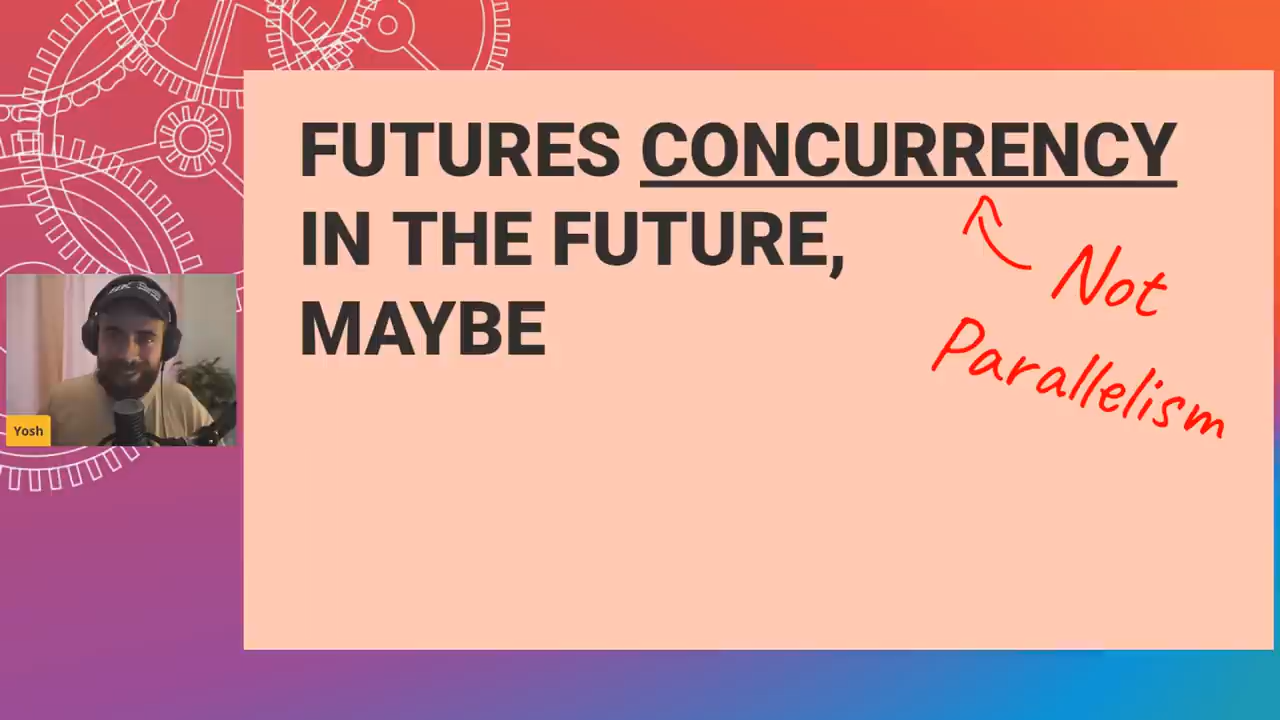 FUTURES CONCURRENCY
IN THE FUTURE,
MAYBE
Not
Parallelism
Yosh